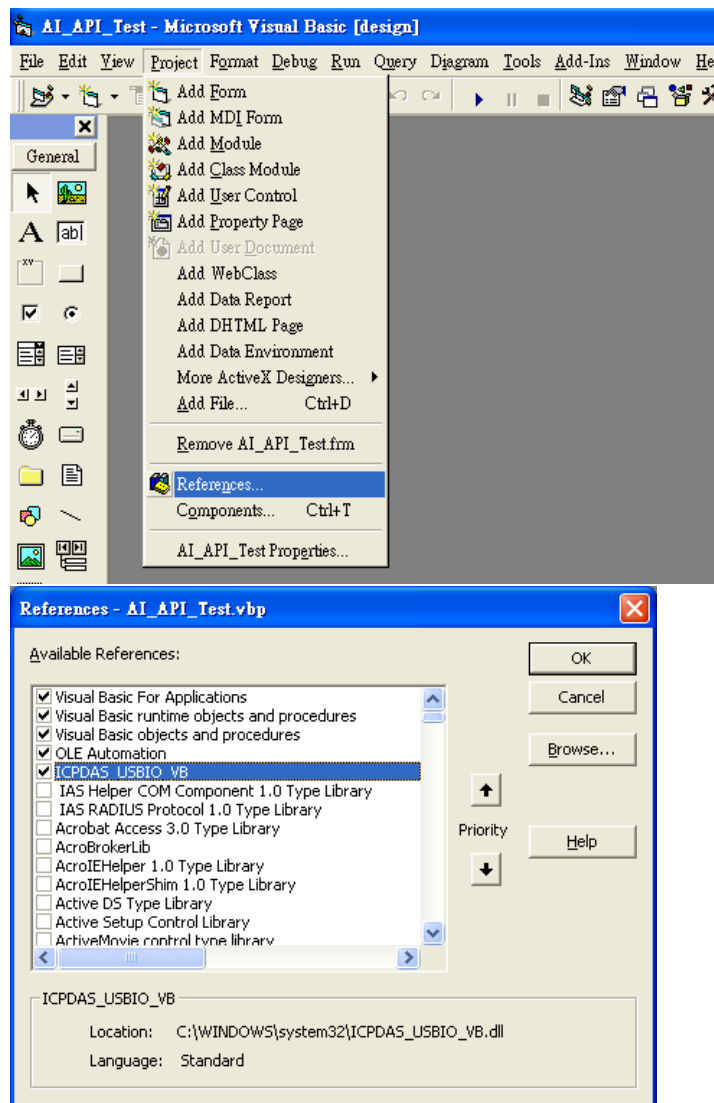 AI_API_Test - Microsoft Visual Basic [design]
File Edit View Project Format Debug Run Query Diagram Tools Add-Ins Window He
General
A ab|
xv
Add Form
Add MDI Form
Add Module
Add Class Module
Add User Control
Add Property Page
Add User Document
Add WebClass
Add Data Report
Add DHTML Page
Add Data Environment
More ActiveX Designers...
Add File... Ctrl+D
Remove AI_API_Test.frm
References...
Components... Ctrl+T
AI_API_Test Properties...
References - AI_API_Test.vbp
Available References:
Visual Basic For Applications
Visual Basic runtime objects and procedures
Visual Basic objects and procedures
OLE Automation
ICPDAS_USBIO_VB
IAS Helper COM Component 1.0 Type Library
IAS RADIUS Protocol 1.0 Type Library
Acrobat Access 3.0 Type Library
AcroBrokerLib
AcroIEHelper 1.0 Type Library
AcroIEHelperShim 1.0 Type Library
Active DS Type Library
Active Setup Control Library
ActiveMovie control type library
OK
Cancel
Browse...
Priority
Help
ICPDAS_USBIO_VB
Location: C:\WINDOWS\system32\ICPDAS_USBIO_VB.dll
Language: Standard